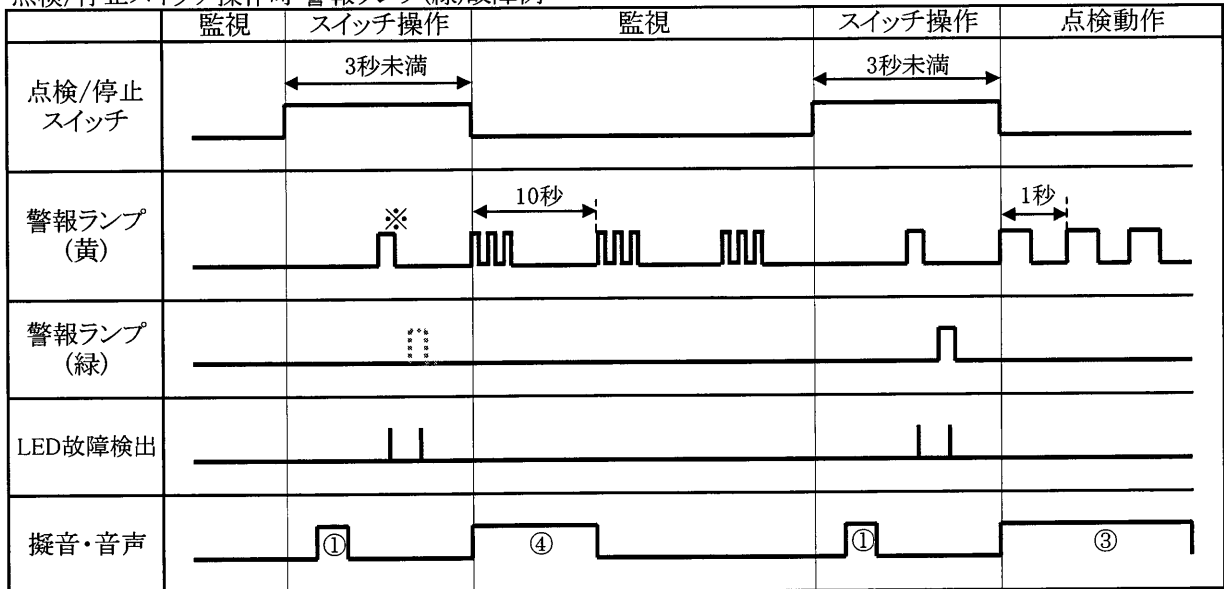 点検/停止スイッチ操作時 警報ランプ(緑)故障例
監視 スイッチ操作 監視 スイッチ操作 点検動作
点検/停止
スイッチ
3秒未満 3秒未満
警報ランプ
(黄)
※ 10秒 1秒
警報ランプ
(緑)
LED故障検出
擬音・音声
① ④ ① ③